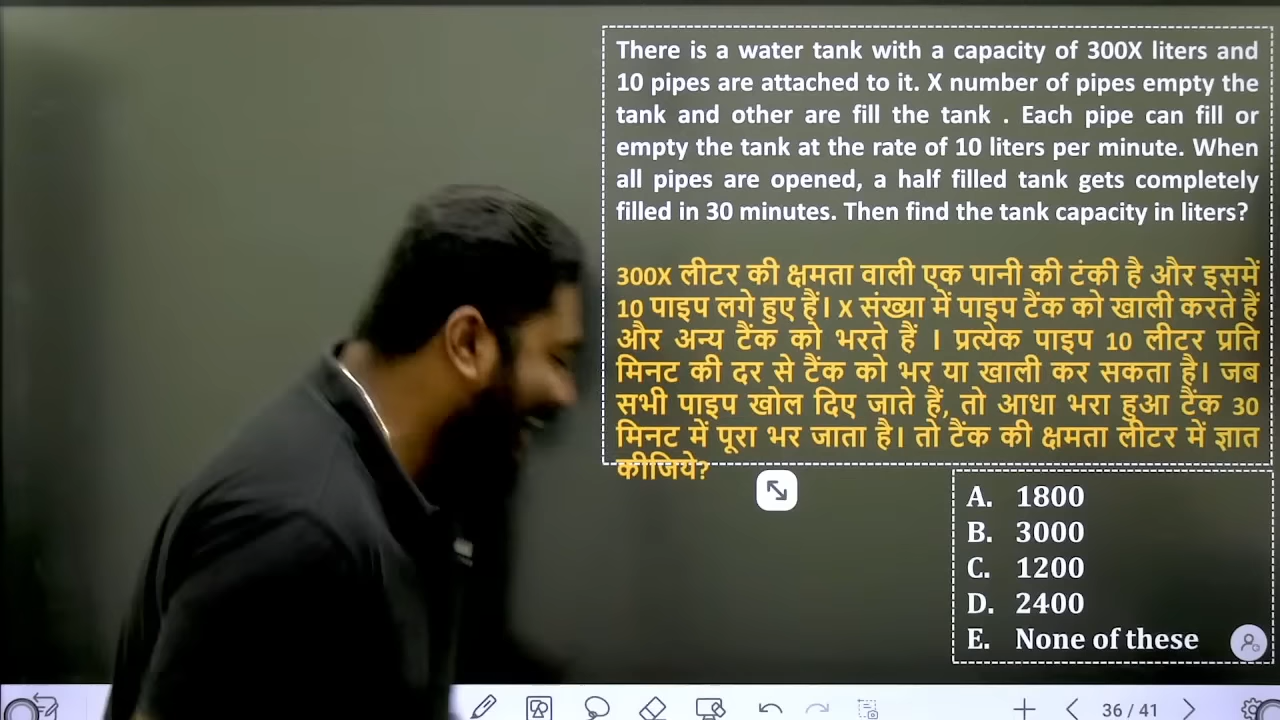 There is a water tank with a capacity of 300X liters and
10 pipes are attached to it. X number of pipes empty the
tank and other are fill the tank . Each pipe can fill or
empty the tank at the rate of 10 liters per minute. When
all pipes are opened, a half filled tank gets completely
filled in 30 minutes. Then find the tank capacity in liters?
300X लीटर की क्षमता वाली एक पानी की टंकी है और इसमें
10 पाइप लगे हुए हैं। X संख्या में पाइप टैंक को खाली करते हैं
और अन्य टैंक को भरते हैं । प्रत्येक पाइप 10 लीटर प्रति
मिनट की दर से टैंक को भर या खाली कर सकता है। जब
सभी पाइप खोल दिए जाते हैं, तो आधा भरा हुआ टैंक 30
मिनट में पूरा भर जाता है। तो टैंक की क्षमता लीटर में ज्ञात
कीजिये?
A. 1800
B. 3000
C. 1200
D. 2400
E. None of these
36 / 41